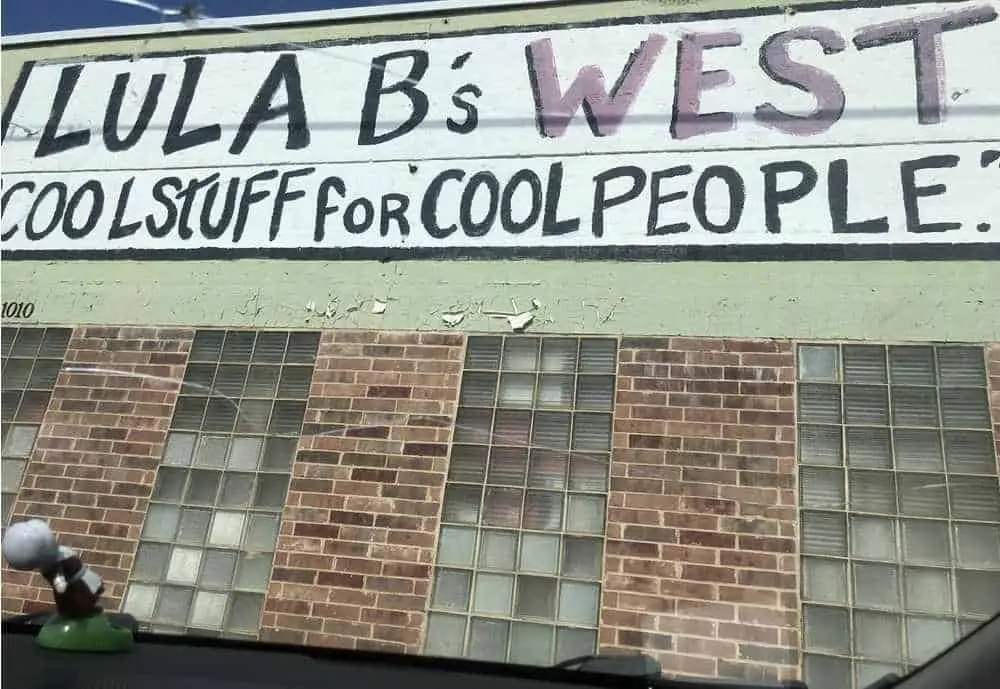 LULA B's WEST
"COOL STUFF FOR COOL PEOPLE"
1010